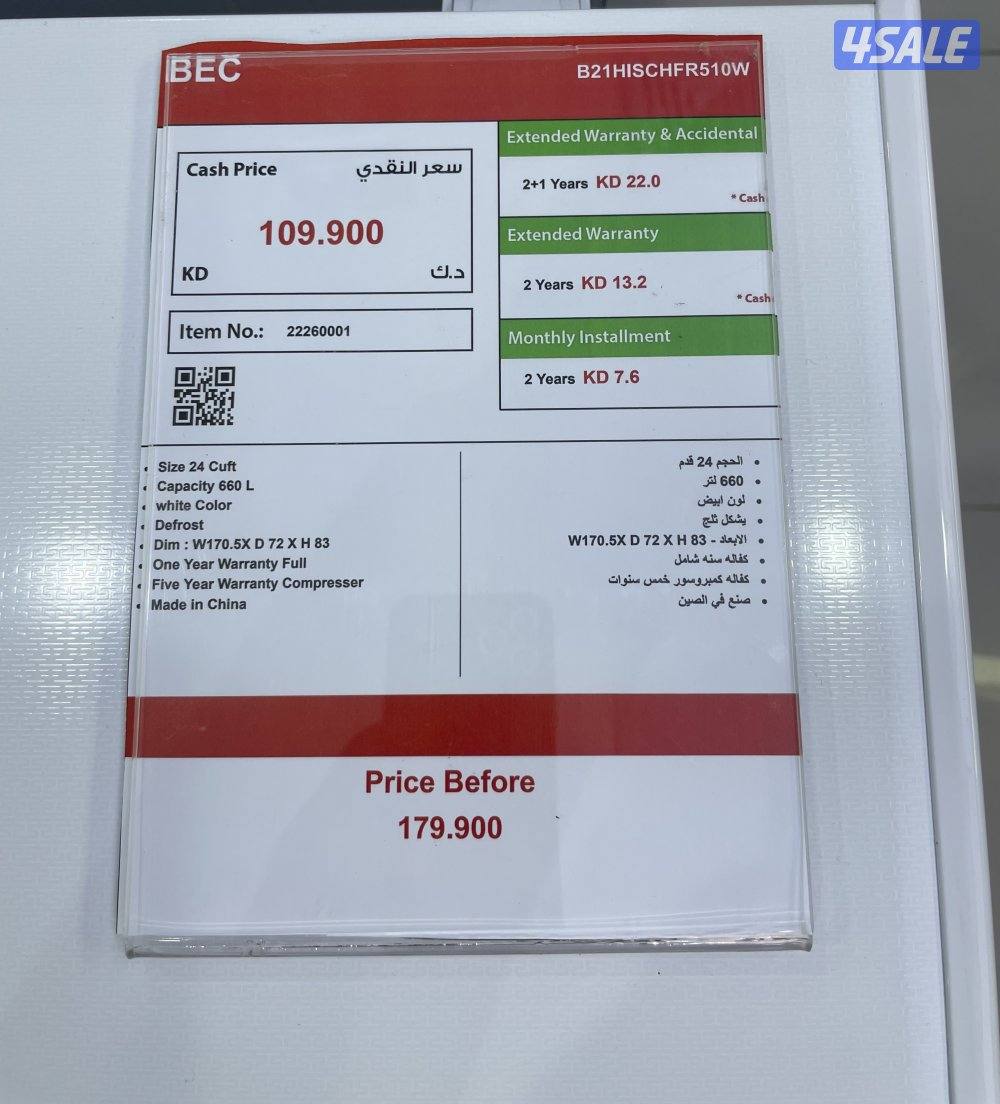 4SALE
BEC
B21HISCHFR510W
Cash Price سعر النقدي
109.900
KD د.ك
Item No.: 22260001
Extended Warranty & Accidental
2+1 Years KD 22.0
* Cash
Extended Warranty
2 Years KD 13.2
* Cash
Monthly Installment
2 Years KD 7.6
• Size 24 Cuft
• Capacity 660 L
• white Color
• Defrost
• Dim : W170.5X D 72 X H 83
• One Year Warranty Full
• Five Year Warranty Compresser
• Made in China
• الحجم 24 قدم
• 660 لتر
• لون ابيض
• يشكل ثلج
• الابعاد - W170.5X D 72 X H 83
• كفاله سنه شامل
• كفاله كمبروسور خمس سنوات
• صنع في الصين
Price Before
179.900